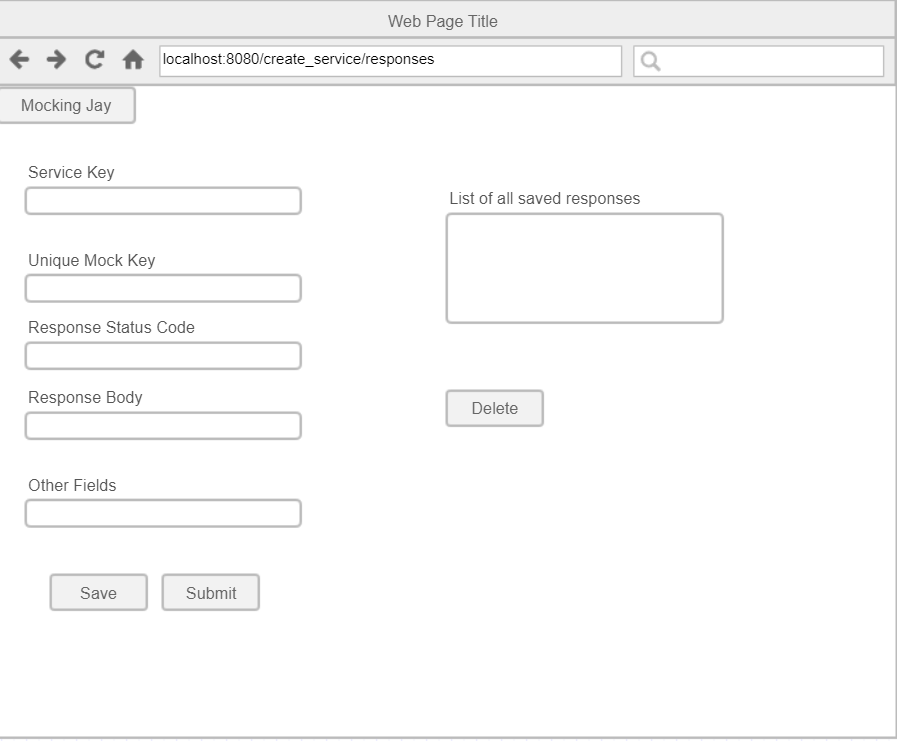 Web Page Title
localhost:8080/create_service/responses
Mocking Jay
Service Key
List of all saved responses
Unique Mock Key
Response Status Code
Response Body
Delete
Other Fields
Save
Submit